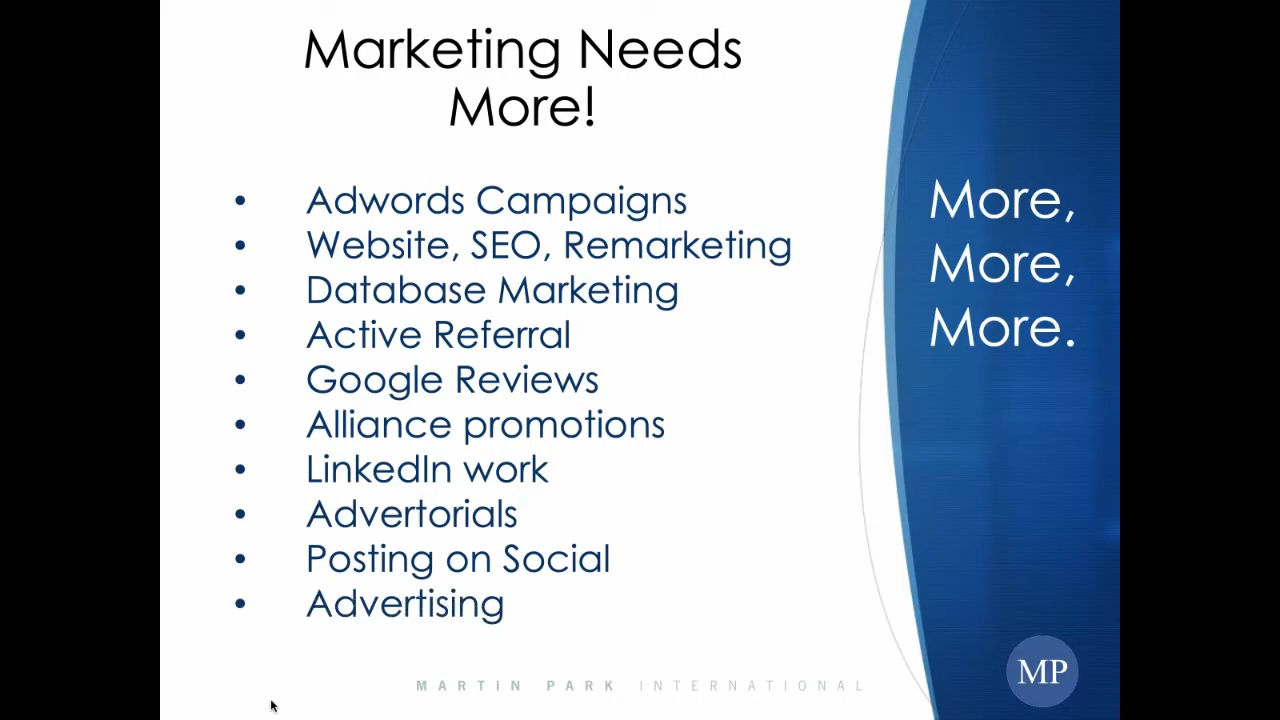 Marketing Needs
More!
• Adwords Campaigns
• Website, SEO, Remarketing
• Database Marketing
• Active Referral
• Google Reviews
• Alliance promotions
• LinkedIn work
• Advertorials
• Posting on Social
• Advertising
More,
More,
More.
MARTIN PARK INTERNATIONAL
MP